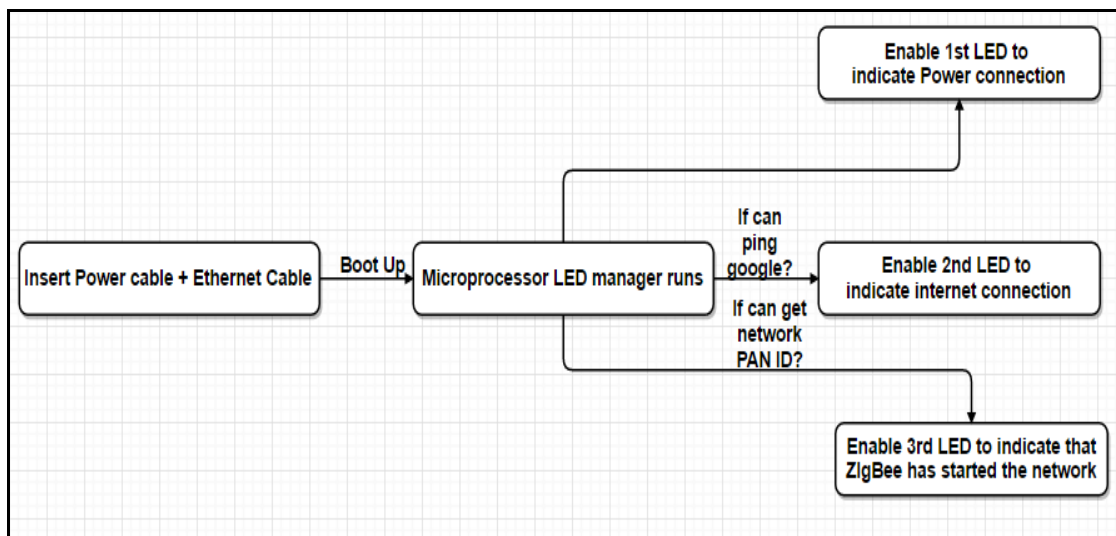 Enable 1st LED to
indicate Power connection
Insert Power cable + Ethernet Cable
Boot Up
Microprocessor LED manager runs
If can
ping
google?
Enable 2nd LED to
indicate internet connection
If can get
network
PAN ID?
Enable 3rd LED to indicate that
ZIgBee has started the network